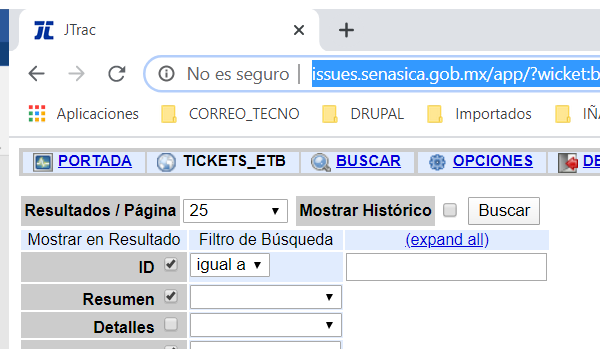 JTrac
No es seguro | issues.senasica.gob.mx/app/?wicket:b
Aplicaciones CORREO_TECNO DRUPAL Importados IÑA
PORTADA TICKETS_ETB BUSCAR OPCIONES DE
Resultados / Página 25 Mostrar Histórico Buscar
Mostrar en Resultado Filtro de Búsqueda (expand all)
ID igual a
Resumen
Detalles